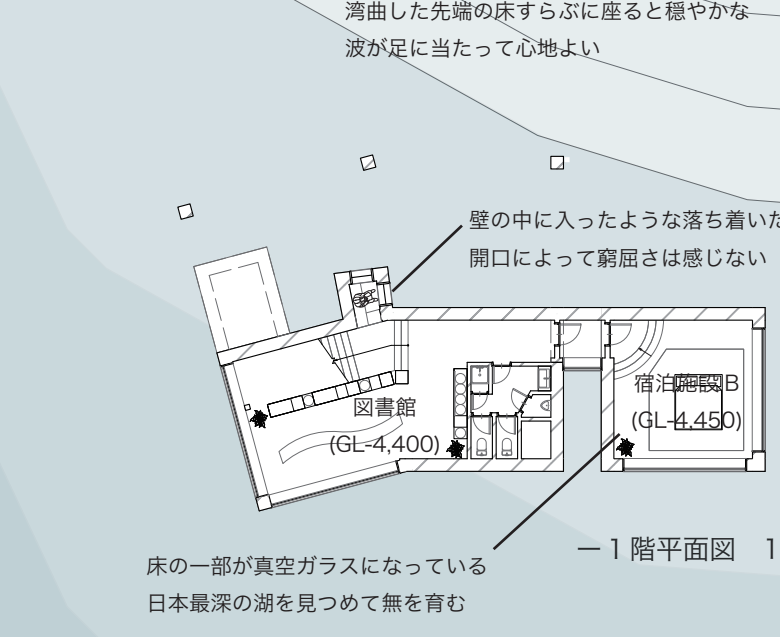 湾曲した先端の床すらぶに座ると穏やかな
波が足に当たって心地よい
壁の中に入ったような落ち着いた
開口によって窮屈さは感じない
宿泊施設B
(GL-4,450)
図書館
(GL-4,400)
－1階平面図 1
床の一部が真空ガラスになっている
日本最深の湖を見つめて無を育む